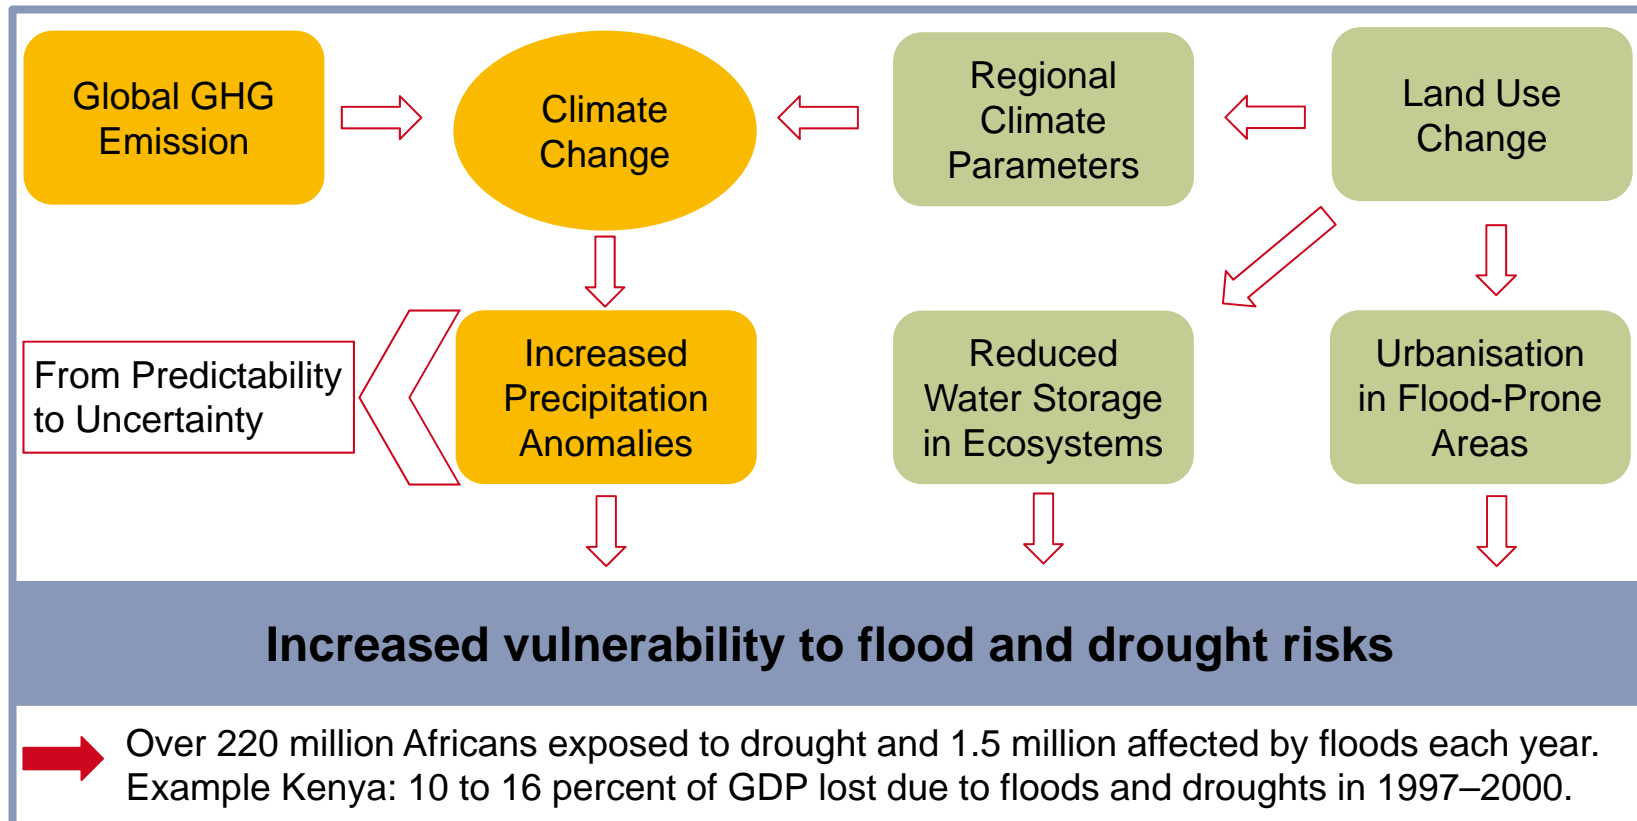 Global GHG
Emission
Climate
Change
Regional
Climate
Parameters
Land Use
Change
From Predictability
to Uncertainty
Increased
Precipitation
Anomalies
Reduced
Water Storage
in Ecosystems
Urbanisation
in Flood-Prone
Areas
Increased vulnerability to flood and drought risks
Over 220 million Africans exposed to drought and 1.5 million affected by floods each year.
Example Kenya: 10 to 16 percent of GDP lost due to floods and droughts in 1997–2000.